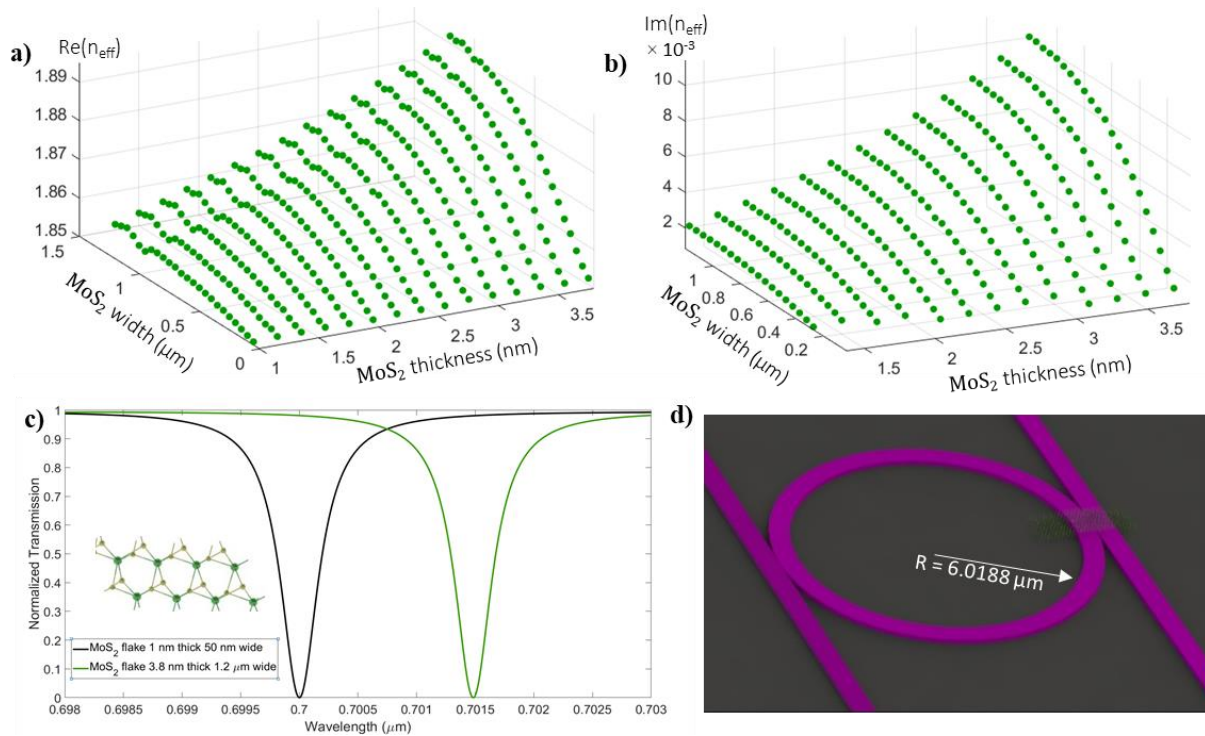 a)
Re(n_eff)
1.89
1.88
1.87
1.86
1.85
1.5
1
0.5
0
MoS₂ width (μm)
1
1.5
2
2.5
3
3.5
MoS₂ thickness (nm)
b)
Im(n_eff)
× 10⁻³
10
8
6
4
2
1
0.8
0.6
0.4
0.2
MoS₂ width (μm)
1.5
2
2.5
3
3.5
MoS₂ thickness (nm)
c)
Normalized Transmission
1
0.9
0.8
0.7
0.6
0.5
0.4
0.3
0.2
0.1
0
MoS₂ flake 1 nm thick 50 nm wide
MoS₂ flake 3.8 nm thick 1.2 μm wide
0.698 0.6985 0.699 0.6995 0.7 0.7005 0.701 0.7015 0.702 0.7025 0.703
Wavelength (μm)
d)
R = 6.0188 μm